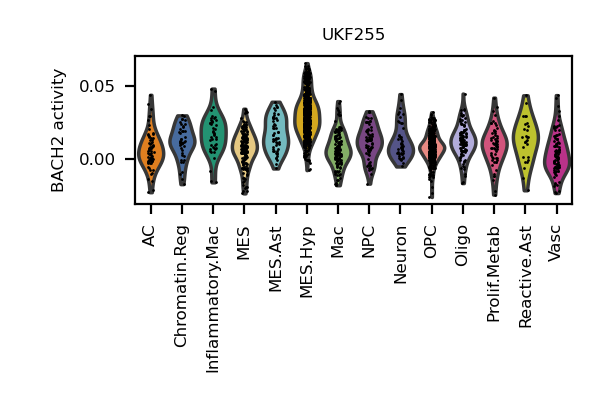 UKF255
BACH2 activity
0.05
0.00
AC
Chromatin.Reg
Inflammatory.Mac
MES
MES.Ast
MES.Hyp
Mac
NPC
Neuron
OPC
Oligo
Prolif.Metab
Reactive.Ast
Vasc